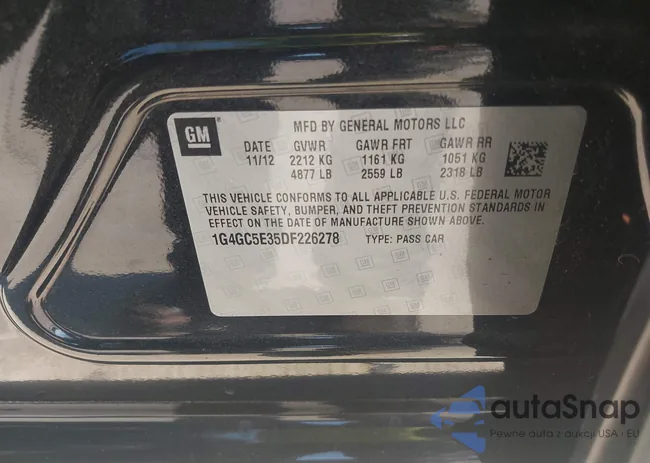 GM
MFD BY GENERAL MOTORS LLC
DATE GVWR GAWR FRT GAWR RR
11/12 2212 KG 1161 KG 1051 KG
4877 LB 2559 LB 2318 LB
THIS VEHICLE CONFORMS TO ALL APPLICABLE U.S. FEDERAL MOTOR
VEHICLE SAFETY, BUMPER, AND THEFT PREVENTION STANDARDS IN
EFFECT ON THE DATE OF MANUFACTURE SHOWN ABOVE.
1G4GC5E35DF226278 TYPE: PASS CAR
autaSnap
Pewne auta z aukcji USA · EU